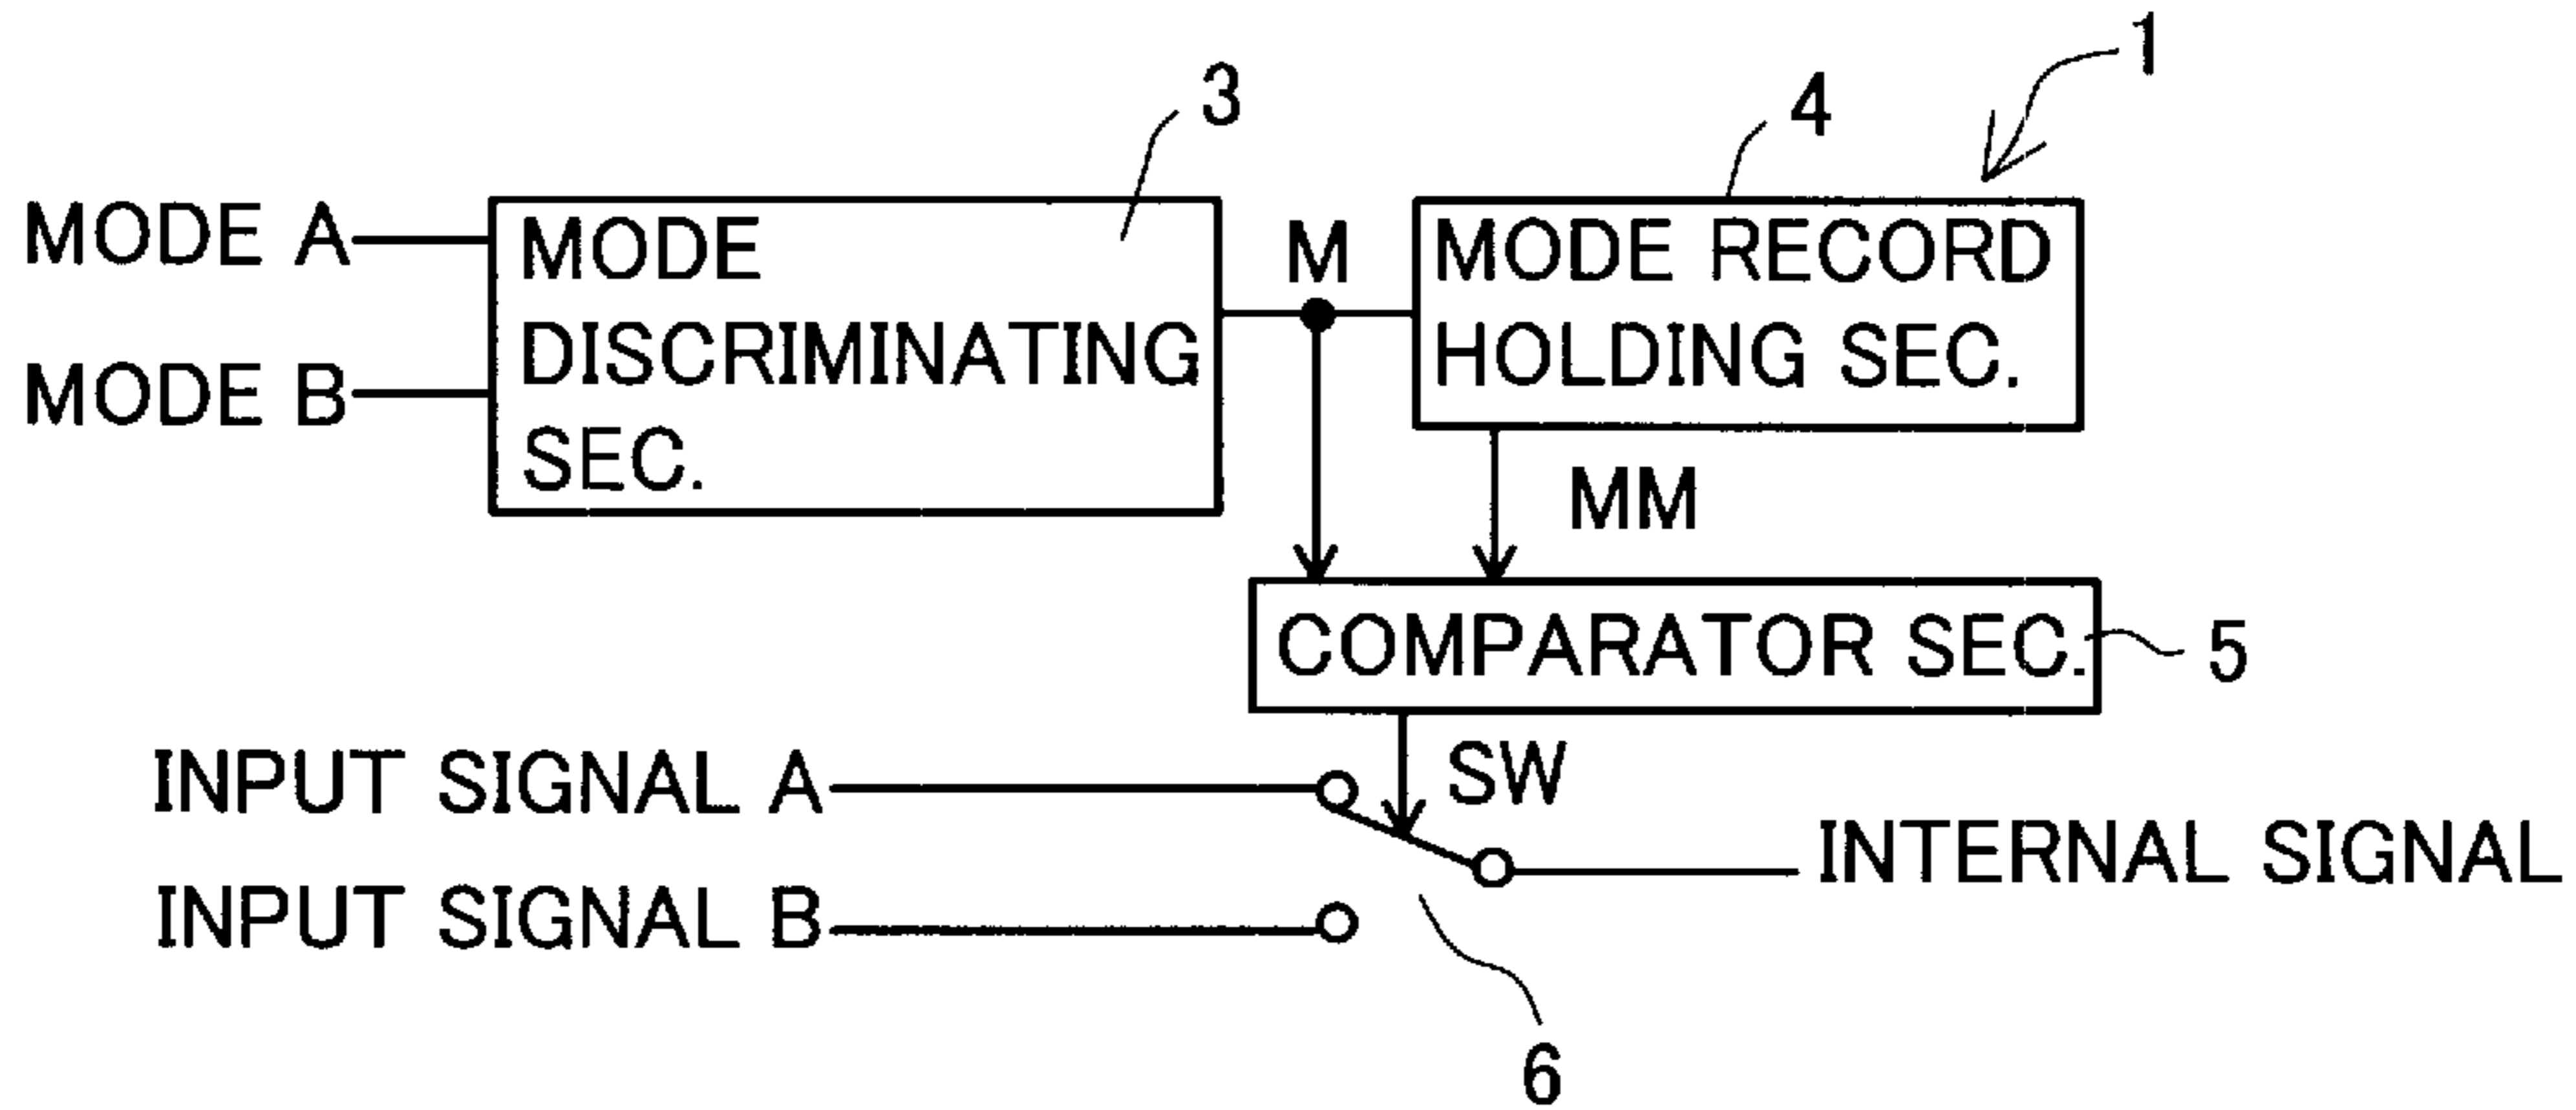 1
3
4
MODE A
MODE B
MODE
DISCRIMINATING
SEC.
M
MODE RECORD
HOLDING SEC.
MM
COMPARATOR SEC.
5
INPUT SIGNAL A
SW
INTERNAL SIGNAL
INPUT SIGNAL B
6